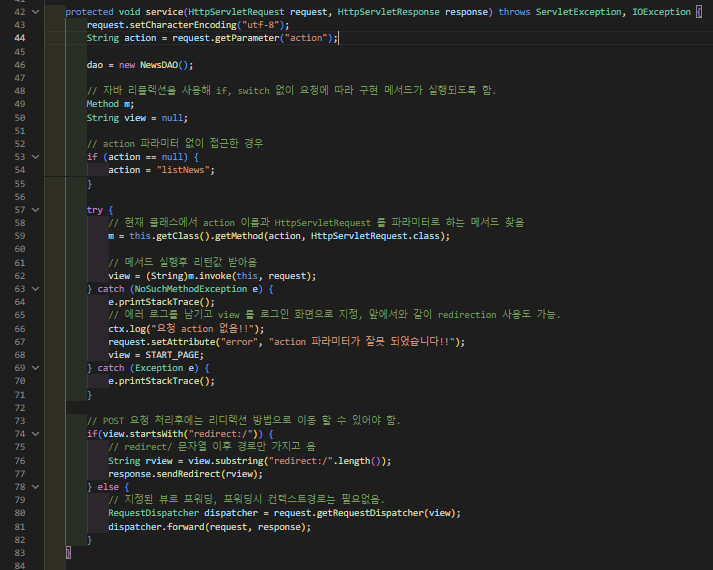 42 protected void service(HttpServletRequest request, HttpServletResponse response) throws ServletException, IOException {
43 request.setCharacterEncoding("utf-8");
44 String action = request.getParameter("action");
45
46 dao = new NewsDAO();
47
48 // 자바 리플렉션을 사용해 if, switch 없이 요청에 따라 구현 메서드가 실행되도록 함.
49 Method m;
50 String view = null;
51
52 // action 파라미터 없이 접근한 경우
53 if (action == null) {
54 action = "listNews";
55 }
56
57 try {
58 // 현재 클래스에서 action 이름과 HttpServletRequest 를 파라미터로 하는 메서드 찾음
59 m = this.getClass().getMethod(action, HttpServletRequest.class);
60
61 // 메서드 실행후 리턴값 받아옴
62 view = (String)m.invoke(this, request);
63 } catch (NoSuchMethodException e) {
64 e.printStackTrace();
65 // 에러 로그를 남기고 view 를 로그인 화면으로 지정, 앞에서와 같이 redirection 사용도 가능.
66 ctx.log("요청 action 없음!!");
67 request.setAttribute("error", "action 파라미터가 잘못 되었습니다!!");
68 view = START_PAGE;
69 } catch (Exception e) {
70 e.printStackTrace();
71 }
72
73 // POST 요청 처리후에는 리디렉션 방법으로 이동 할 수 있어야 함.
74 if(view.startsWith("redirect:/")) {
75 // redirect/ 문자열 이후 경로만 가지고 옴
76 String rview = view.substring("redirect:/".length());
77 response.sendRedirect(rview);
78 } else {
79 // 지정된 뷰로 포워딩, 포워딩시 컨텍스트경로는 필요없음.
80 RequestDispatcher dispatcher = request.getRequestDispatcher(view);
81 dispatcher.forward(request, response);
82 }
83 }
84